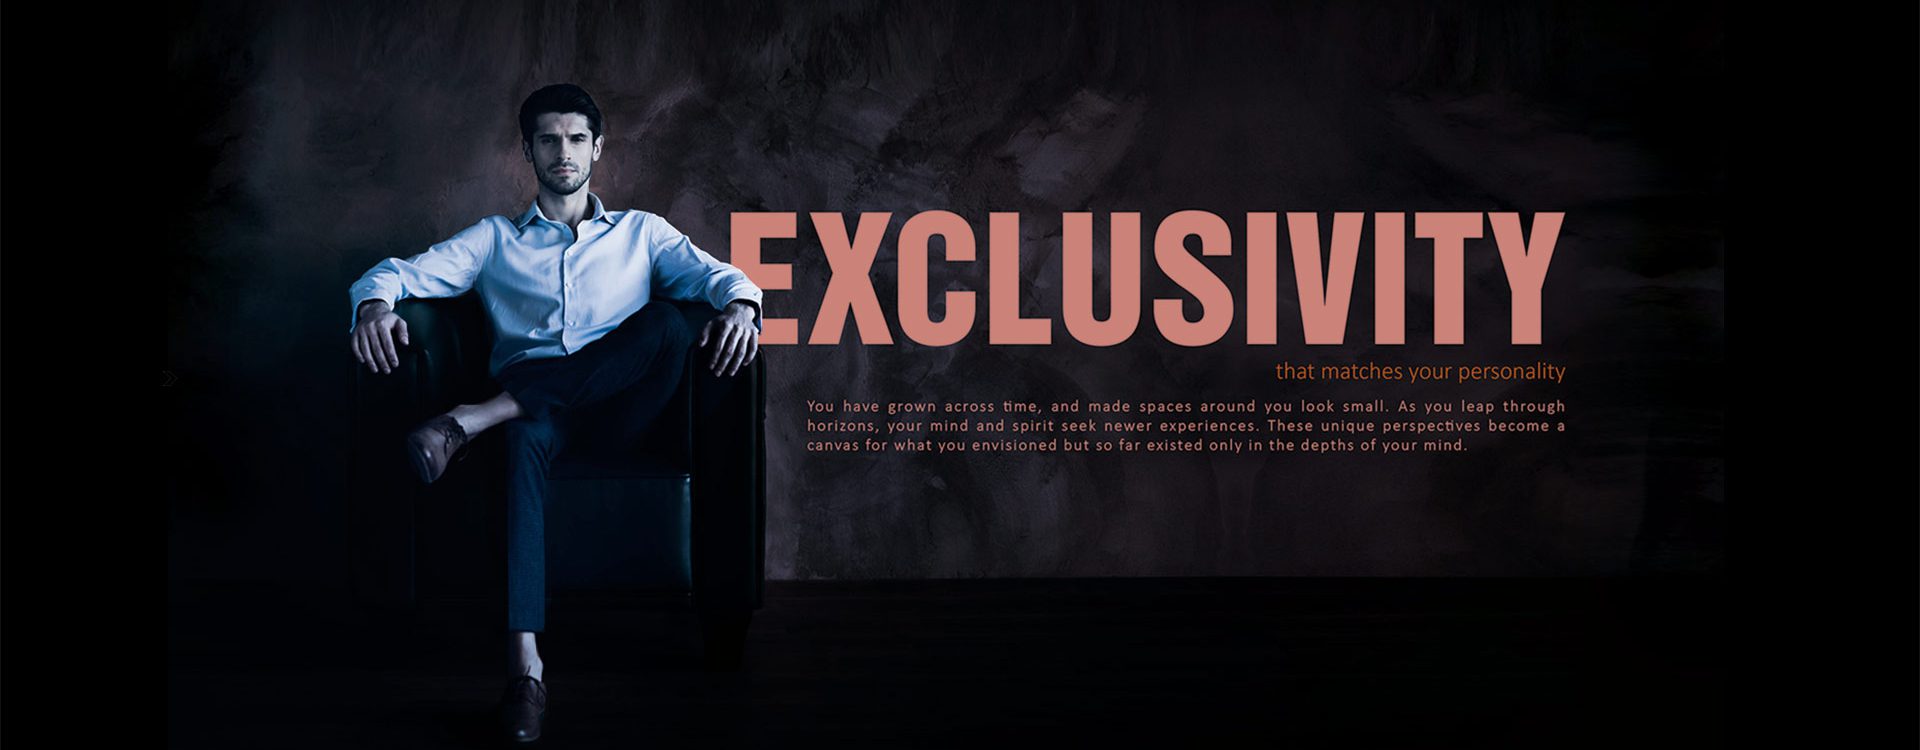 EXCLUSIVITY
that matches your personality
You have grown across time, and made spaces around you look small. As you leap through
horizons, your mind and spirit seek newer experiences. These unique perspectives become a
canvas for what you envisioned but so far existed only in the depths of your mind.